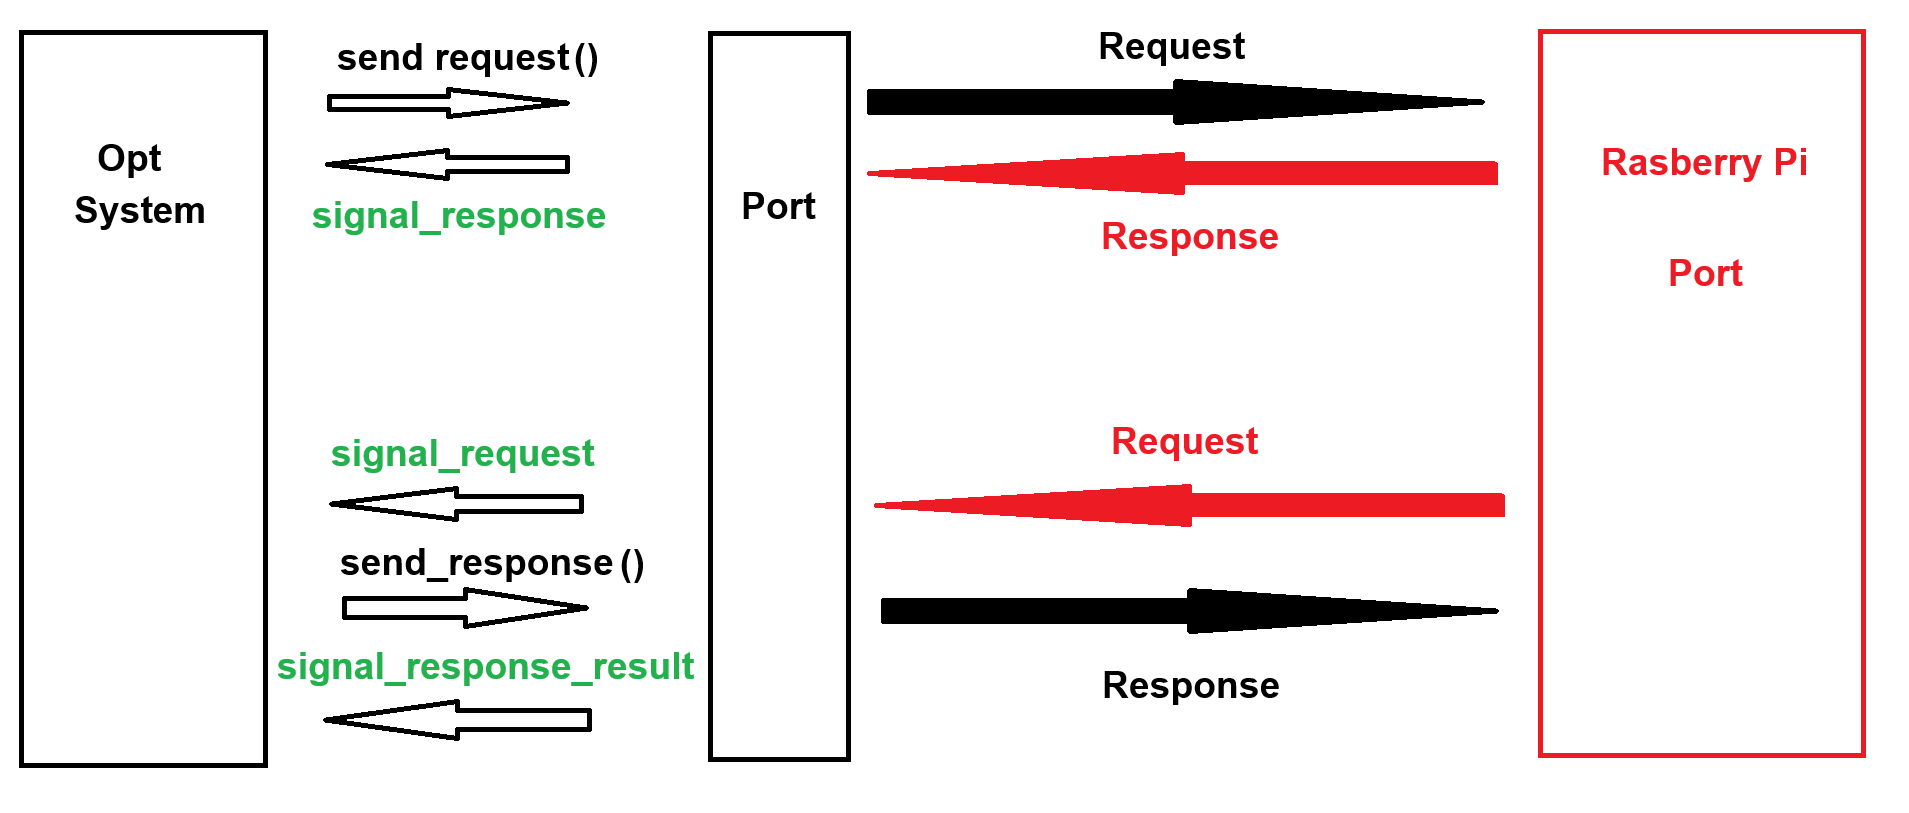 send request()
Request
Opt
System
signal_response
Port
Response
Rasberry Pi
Port
signal_request
Request
send_response()
signal_response_result
Response